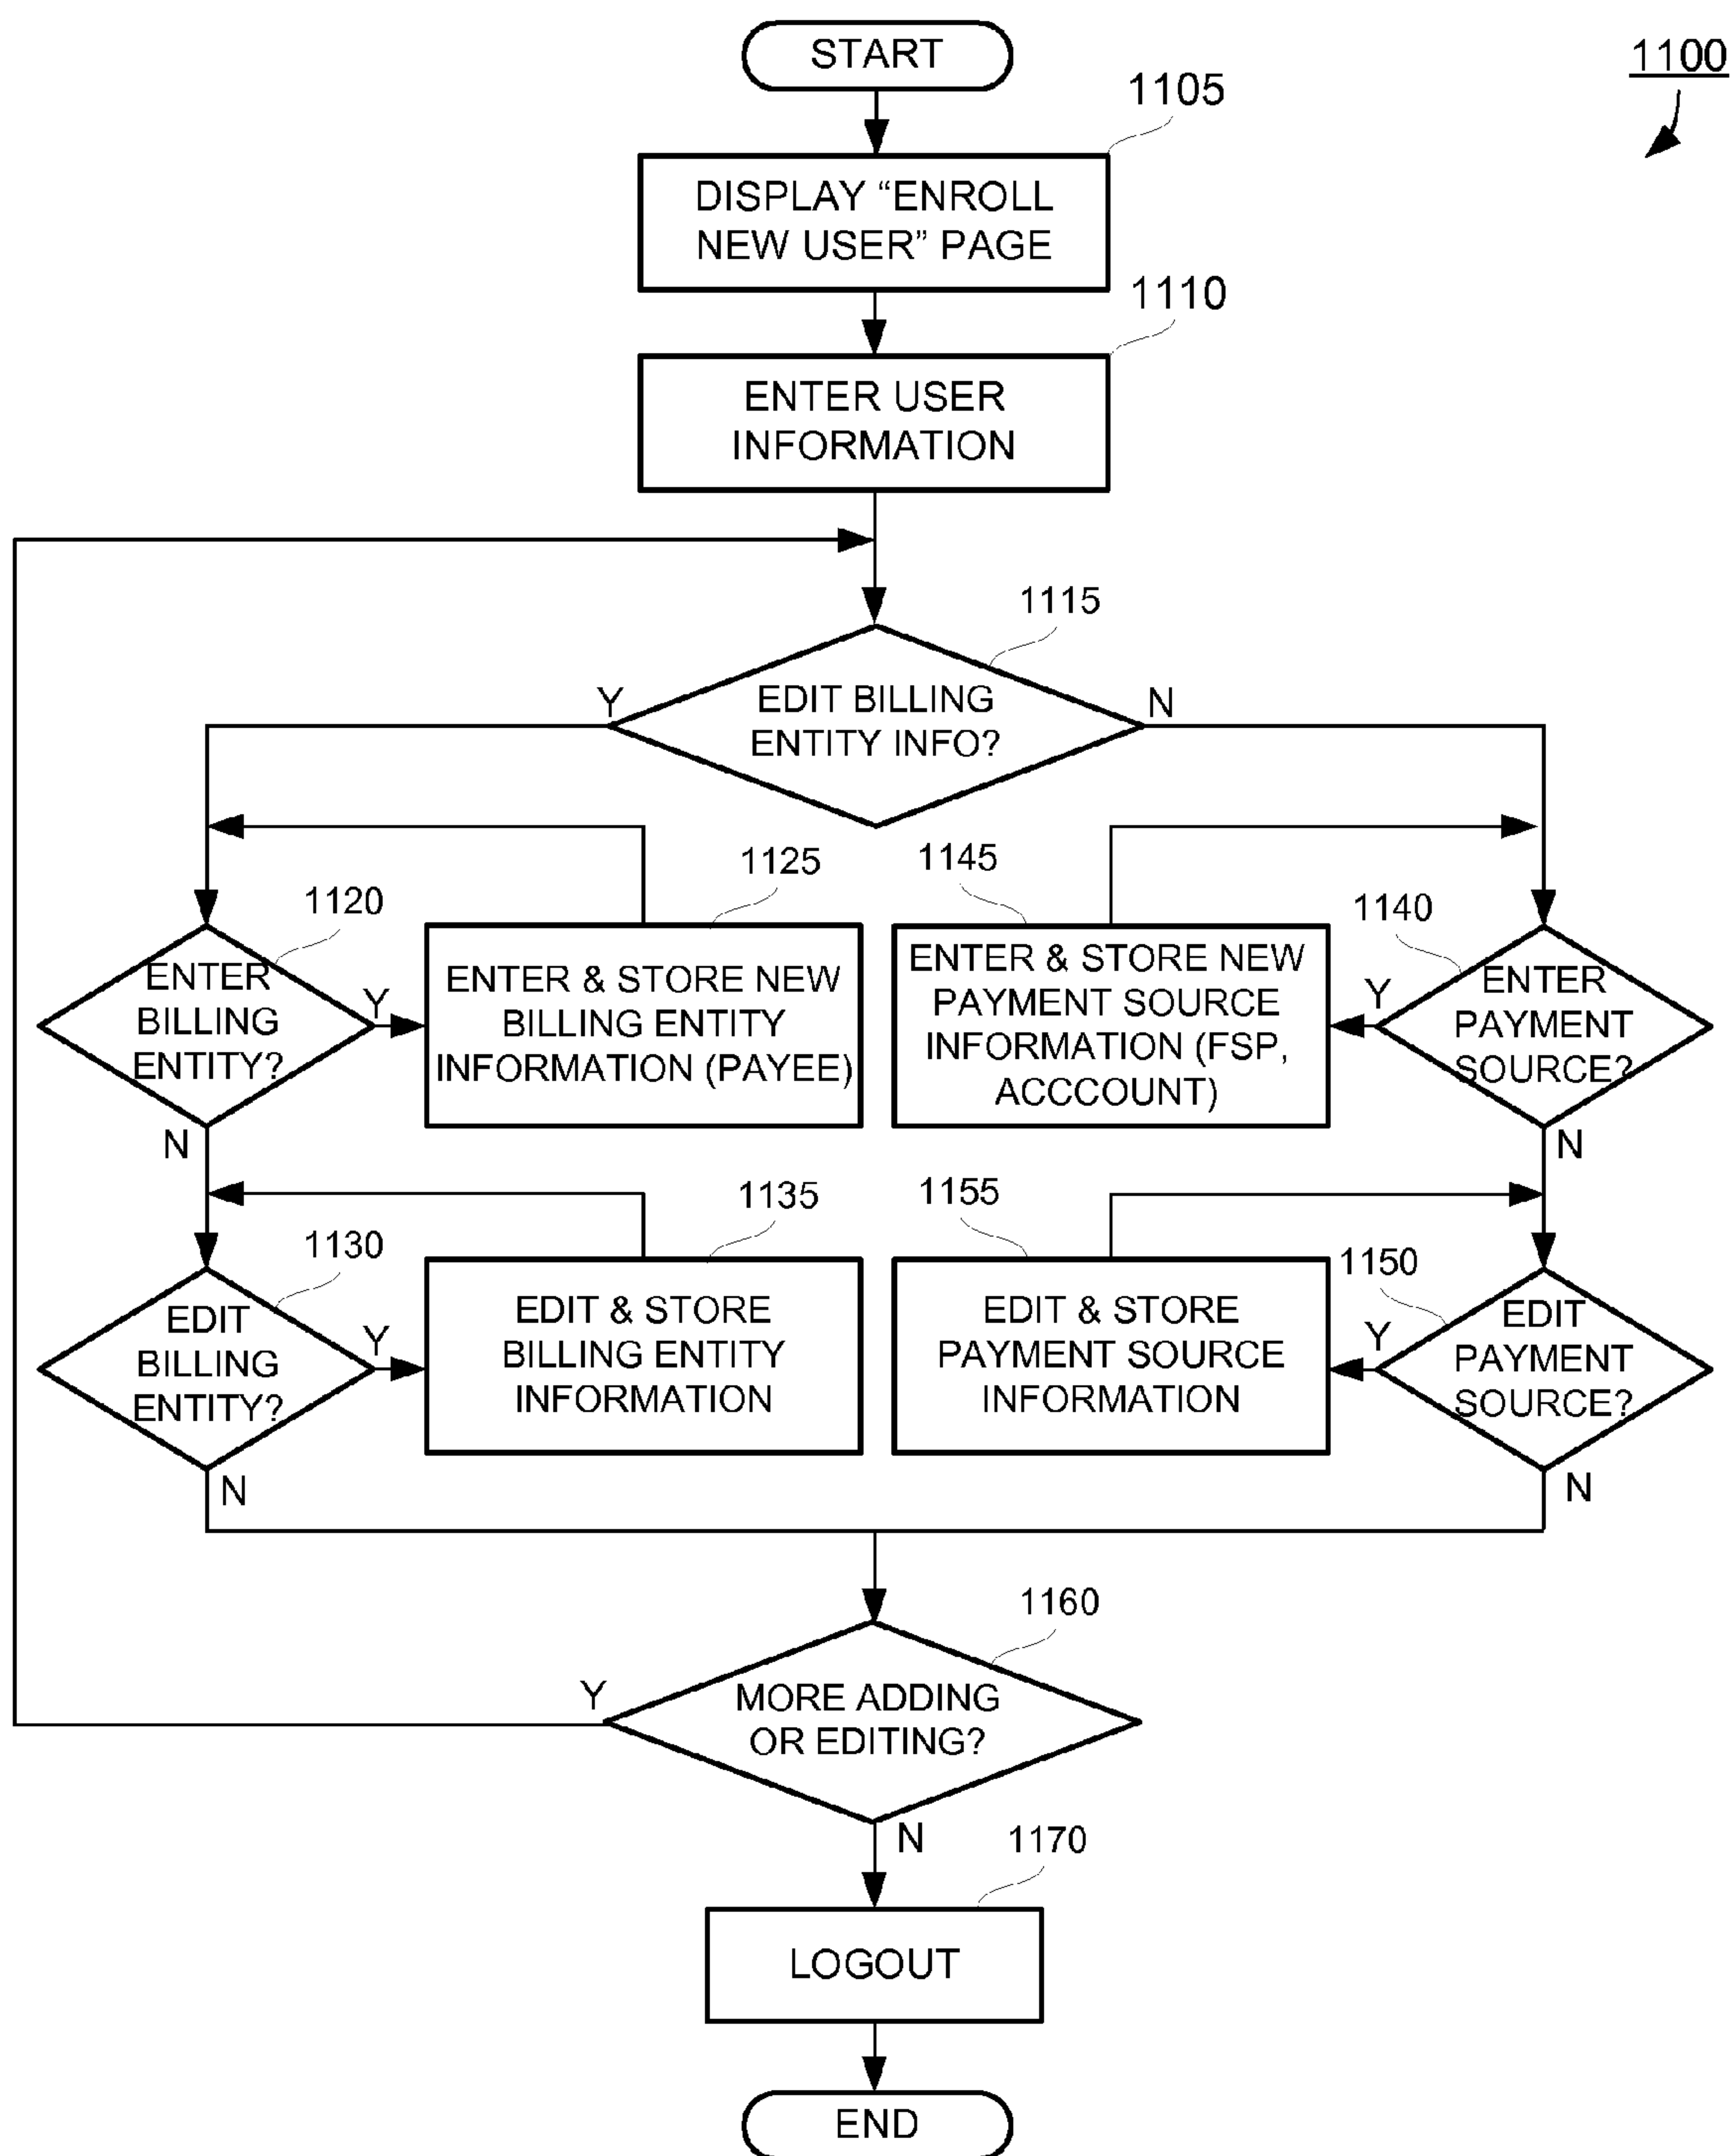 START
1100
1105
DISPLAY “ENROLL
NEW USER” PAGE
1110
ENTER USER
INFORMATION
1115
EDIT BILLING
ENTITY INFO?
Y
N
1120
ENTER
BILLING
ENTITY?
Y
N
1125
ENTER & STORE NEW
BILLING ENTITY
INFORMATION (PAYEE)
1145
ENTER & STORE NEW
PAYMENT SOURCE
INFORMATION (FSP,
ACCCOUNT)
1140
ENTER
PAYMENT
SOURCE?
Y
N
1130
EDIT
BILLING
ENTITY?
Y
N
1135
EDIT & STORE
BILLING ENTITY
INFORMATION
1155
EDIT & STORE
PAYMENT SOURCE
INFORMATION
1150
EDIT
PAYMENT
SOURCE?
Y
N
1160
MORE ADDING
OR EDITING?
Y
N
1170
LOGOUT
END